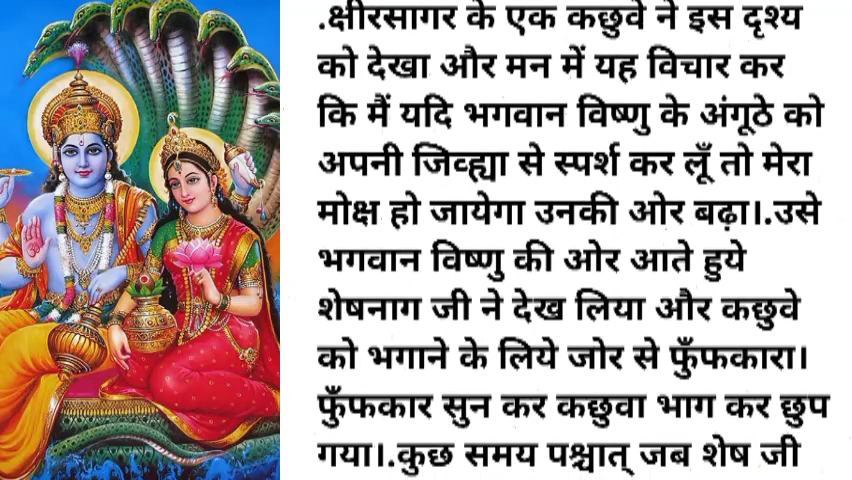 .क्षीरसागर के एक कछुवे ने इस दृश्य
को देखा और मन में यह विचार कर
कि मैं यदि भगवान विष्णु के अंगूठे को
अपनी जिव्ह्या से स्पर्श कर लूँ तो मेरा
मोक्ष हो जायेगा उनकी ओर बढ़ा।.उसे
भगवान विष्णु की ओर आते हुये
शेषनाग जी ने देख लिया और कछुवे
को भगाने के लिये जोर से फुँफकारा।
फुँफकार सुन कर कछुवा भाग कर छुप
गया।.कुछ समय पश्चात् जब शेष जी